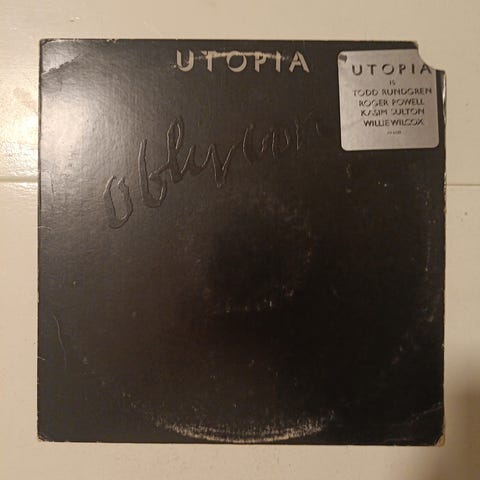 UTOPIA
Oblivion
UTOPIA
IS
TODD RUNDGREN
ROGER POWELL
KASIM SULTON
WILLIE WILCOX